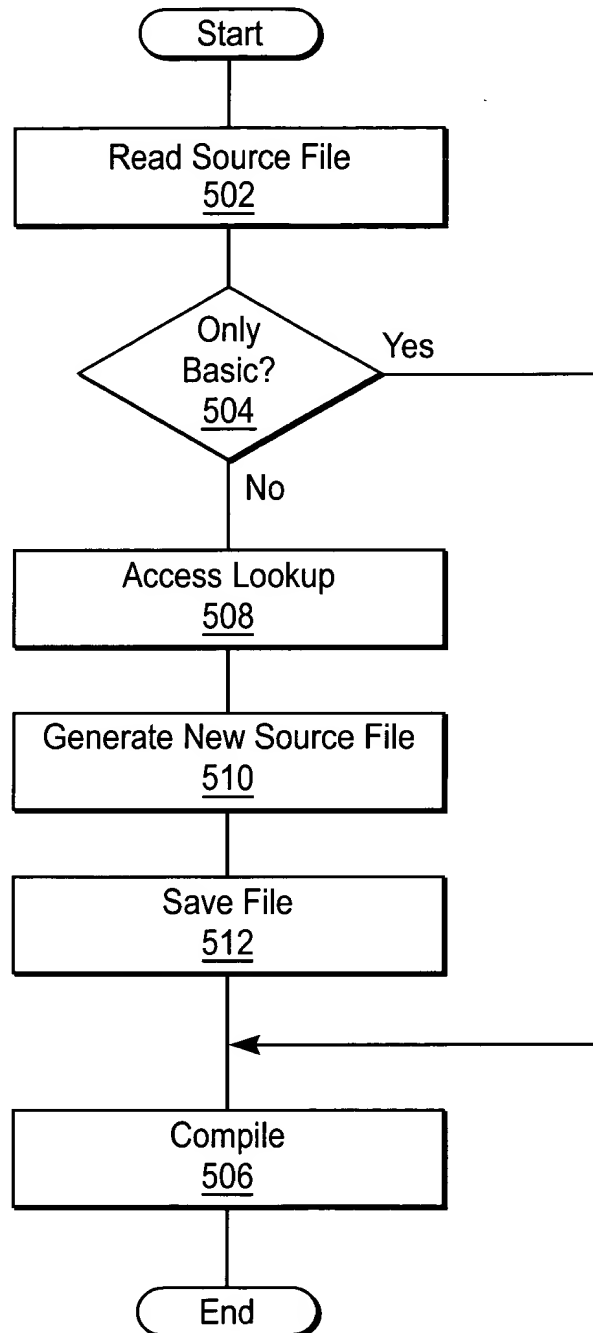 Start
Read Source File
502
Only
Basic?
504
Yes
No
Access Lookup
508
Generate New Source File
510
Save File
512
Compile
506
End